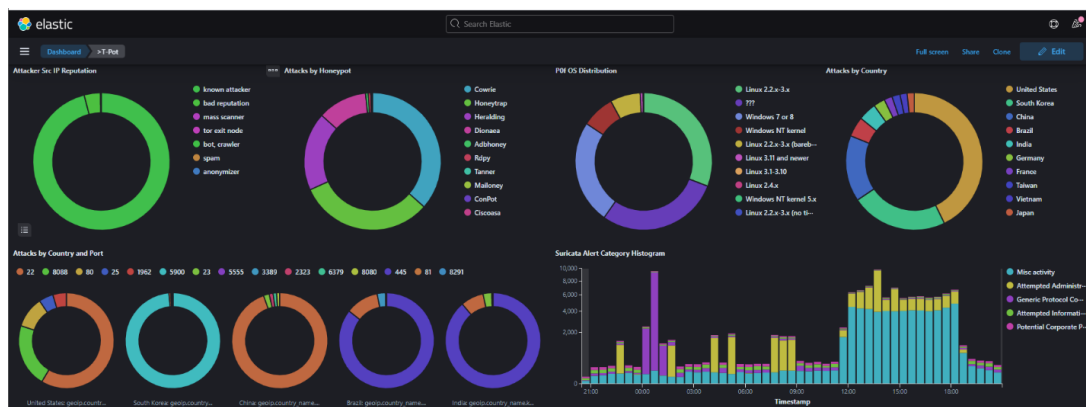 elastic
Search Elastic
Dashboard
>T-Pot
Full screen
Share
Clone
Edit
Attacker Src IP Reputation
known attacker
bad reputation
mass scanner
tor exit node
bot, crawler
spam
anonymizer
Attacks by Honeypot
Cowrie
Honeytrap
Heralding
Dionaea
Adbhoney
Rdpy
Tanner
Mailoney
ConPot
Ciscoasa
P0f OS Distribution
Linux 2.2.x-3.x
???
Windows 7 or 8
Windows NT kernel
Linux 2.2.x-3.x (bareb...
Linux 3.11 and newer
Linux 3.1-3.10
Linux 2.4.x
Windows NT kernel 5.x
Linux 2.2.x-3.x (no ti...
Attacks by Country
United States
South Korea
China
Brazil
India
Germany
France
Taiwan
Vietnam
Japan
Attacks by Country and Port
22 8088 80 25 1962 5900 23 5555 3389 2323 6379 8080 445 81 8291
United States: geoip.countr...
South Korea: geoip.country...
China: geoip.country_name...
Brazil: geoip.country_name...
India: geoip.country_name.k...
Suricata Alert Category Histogram
10,000
8,000
6,000
4,000
2,000
0
21:00 00:00 03:00 06:00 09:00 12:00 15:00 18:00
Timestamp
Misc activity
Attempted Administr...
Generic Protocol Co...
Attempted Informati...
Potential Corporate P...